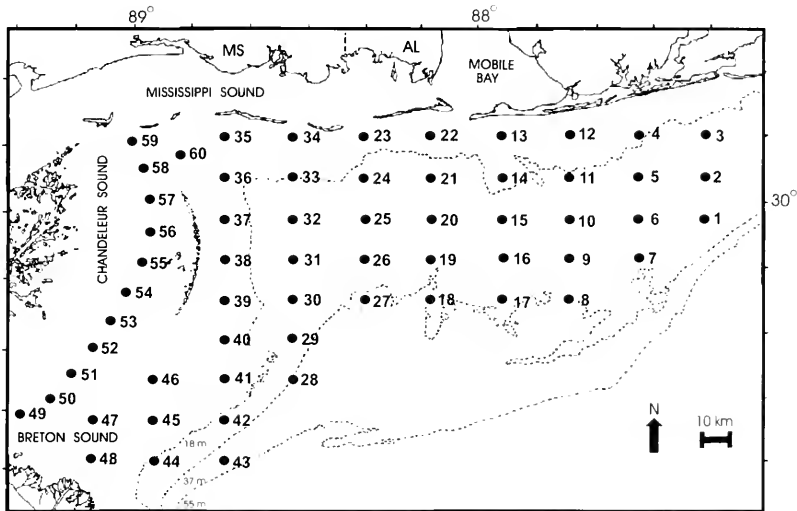 89° 88°
MS AL
MOBILE
BAY
MISSISSIPPI SOUND
59 60 35 34 23 22 13 12 4 3
58 36 33 24 21 14 11 5 2
CHANDELEUR SOUND
30°
57 37 32 25 20 15 10 6 1
56
55 38 31 26 19 16 9 7
54 39 30 27 18 17 8
53
52 40 29
51 46 41 28
50
49 47 45 42
N
10 km
BRETON SOUND
18 m
48 44 43
37 m
55 m